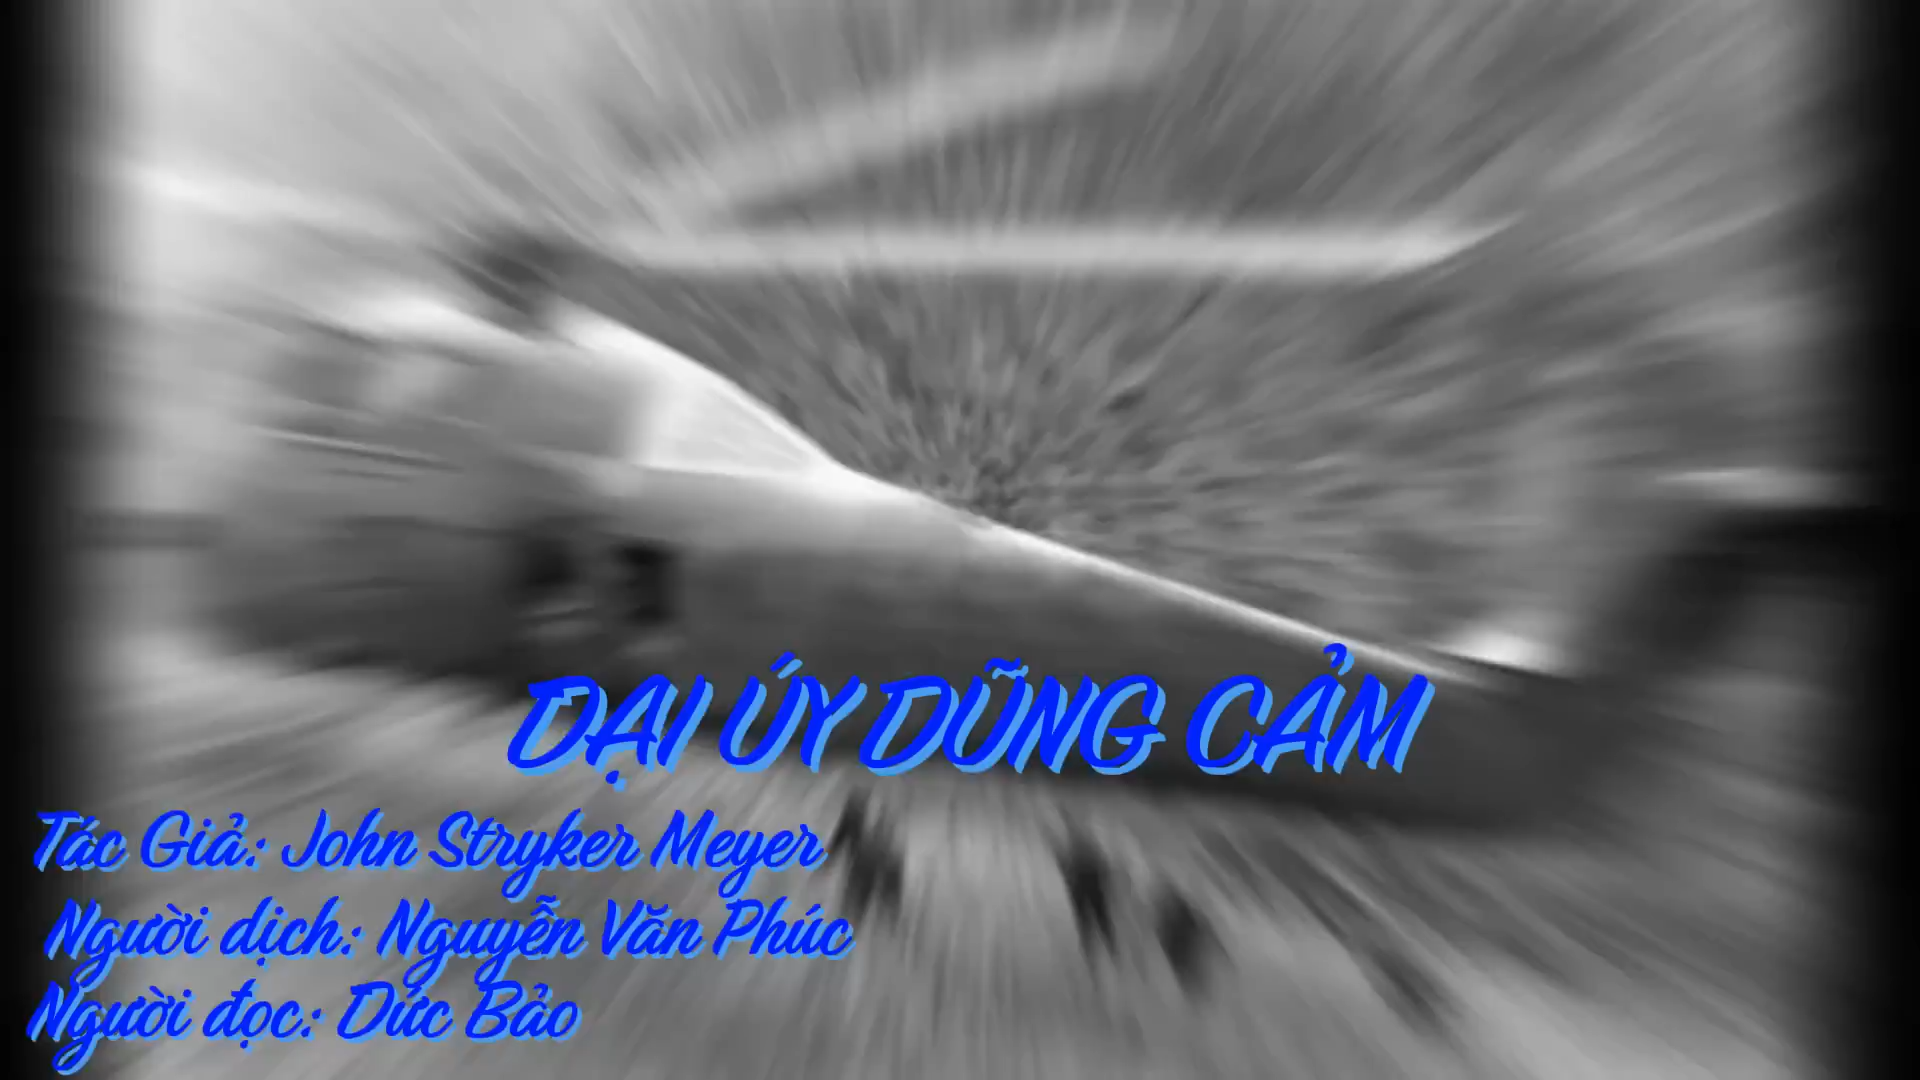 ĐẠI ÚY DŨNG CẢM
Tác Giả: John Stryker Meyer
Người dịch: Nguyễn Văn Phúc
Người đọc: Đức Bảo